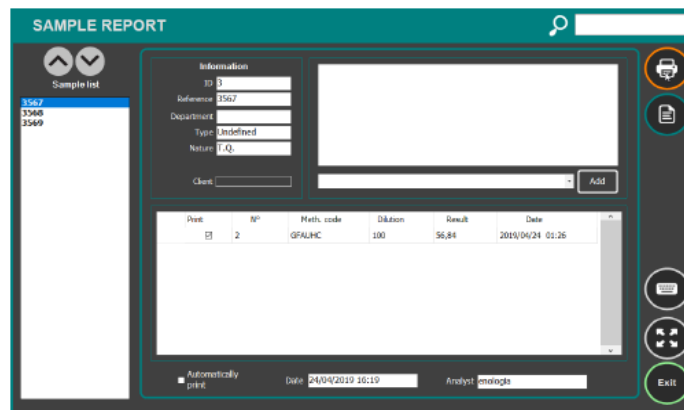 SAMPLE REPORT
Sample list
3567
3568
3569
Information
ID 3
Reference 3567
Department
Type Undefined
Nature T.Q.
Client
Add
Print Nº Meth. code Dilution Result Date
2 GFAUHC 100 56,84 2019/04/24 01:26
Automatically print
Date 24/04/2019 16:19
Analyst enologia
Exit